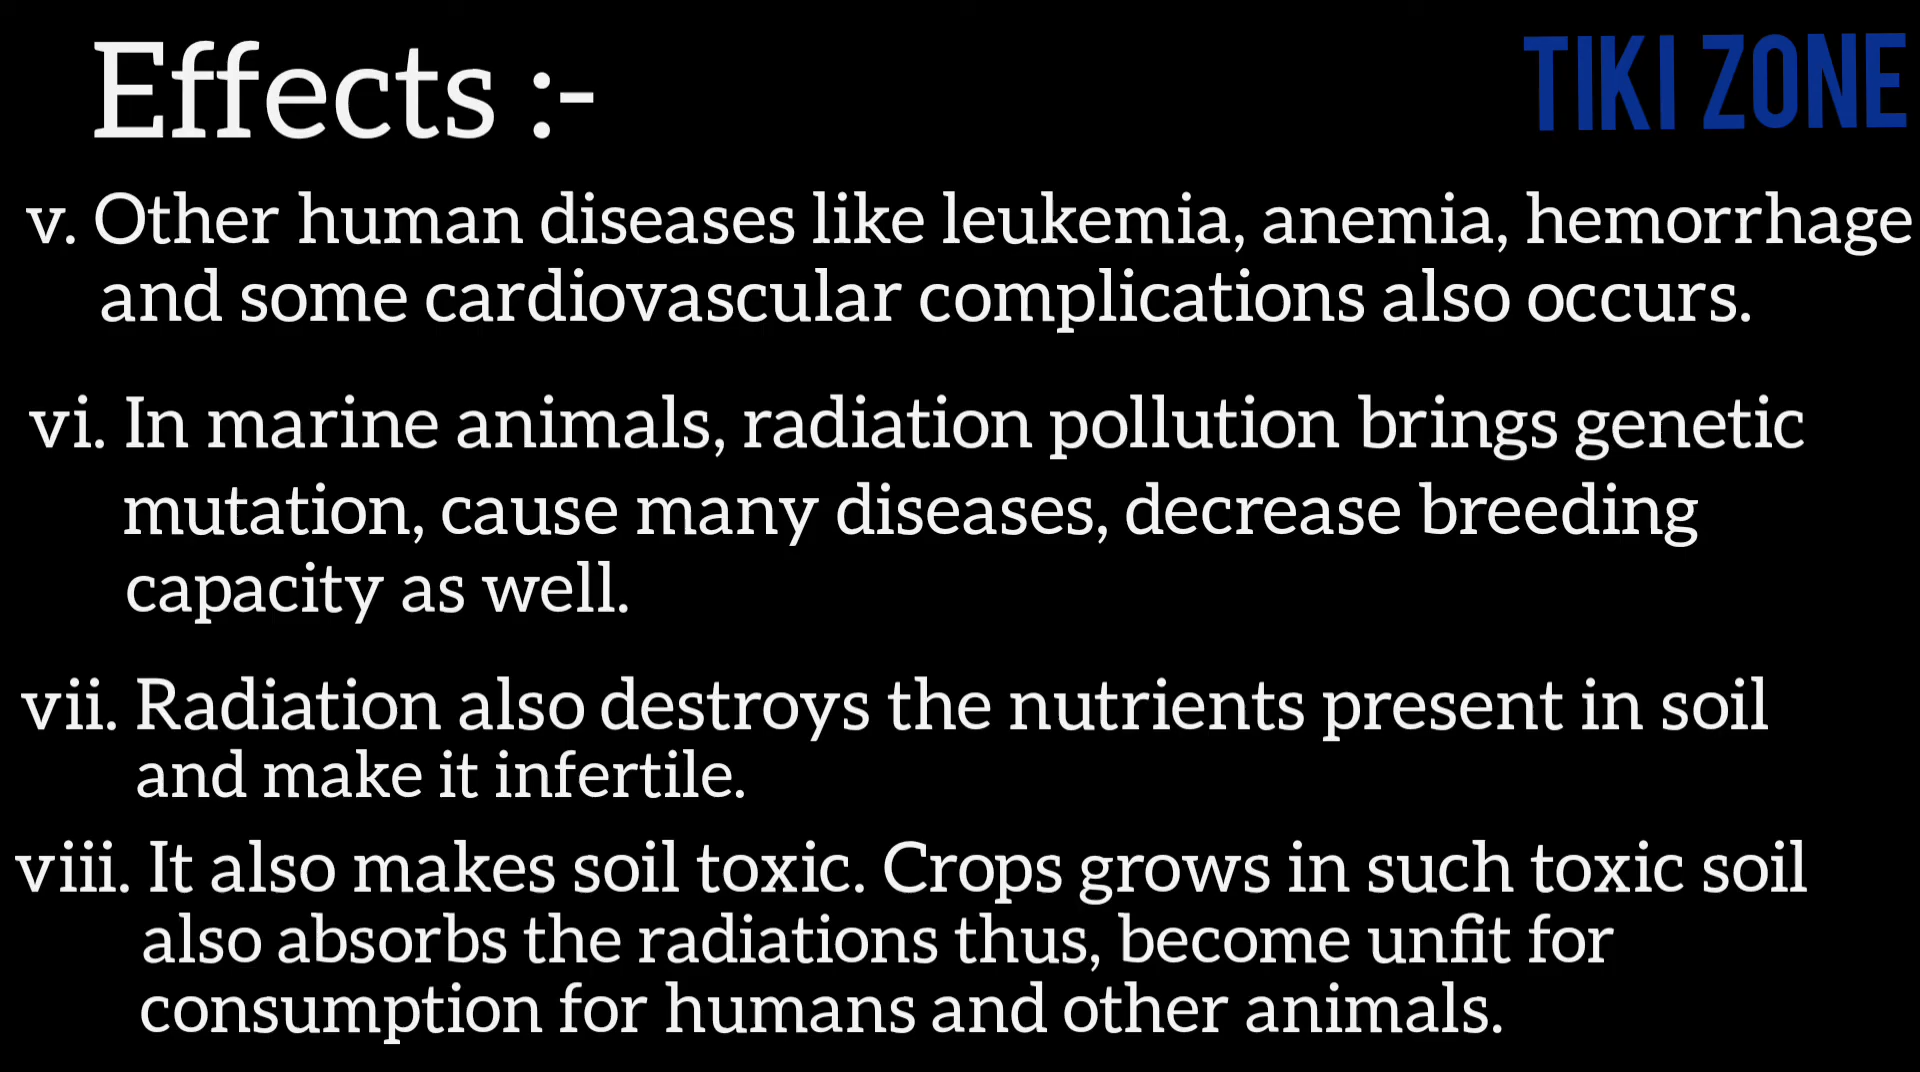 Effects :-
TIKI ZONE
v. Other human diseases like leukemia, anemia, hemorrhage
and some cardiovascular complications also occurs.
vi. In marine animals, radiation pollution brings genetic
mutation, cause many diseases, decrease breeding
capacity as well.
vii. Radiation also destroys the nutrients present in soil
and make it infertile.
viii. It also makes soil toxic. Crops grows in such toxic soil
also absorbs the radiations thus, become unfit for
consumption for humans and other animals.